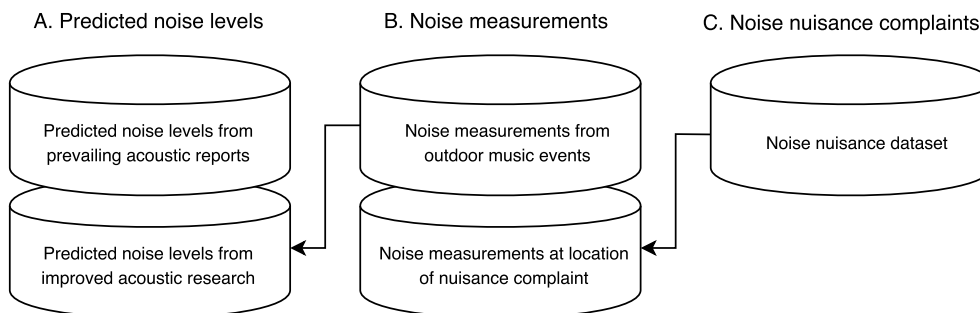 A. Predicted noise levels
B. Noise measurements
C. Noise nuisance complaints
Predicted noise levels from
prevailing acoustic reports
Noise measurements from
outdoor music events
Noise nuisance dataset
Predicted noise levels from
improved acoustic research
Noise measurements at location
of nuisance complaint